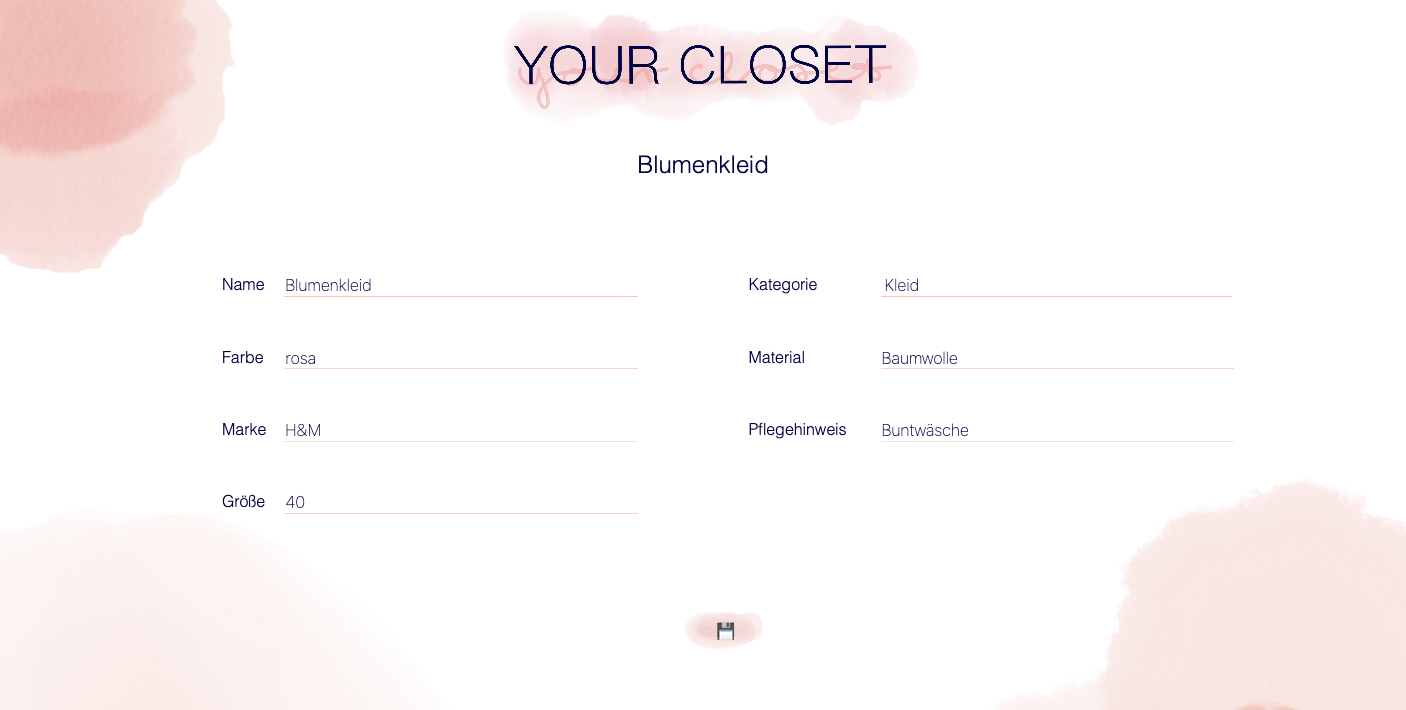 YOUR CLOSET
your closet
Blumenkleid
Name Blumenkleid
Kategorie Kleid
Farbe rosa
Material Baumwolle
Marke H&M
Pflegehinweis Buntwäsche
Größe 40